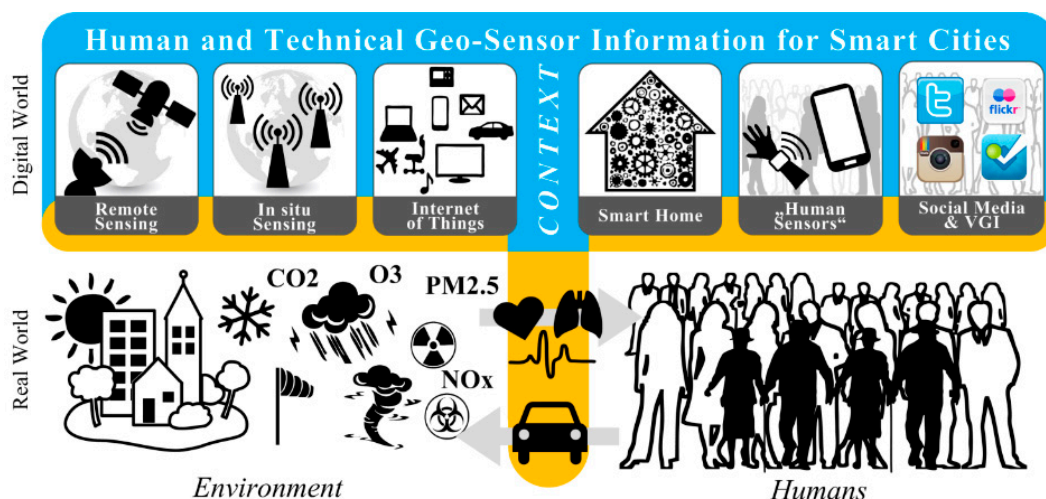 Human and Technical Geo-Sensor Information for Smart Cities
Digital World
Remote
Sensing
In situ
Sensing
Internet
of Things
CONTEXT
Smart Home
„Human
Sensors“
flickr
Social Media
& VGI
Real World
CO2
O3
PM2.5
NOx
Environment
Humans